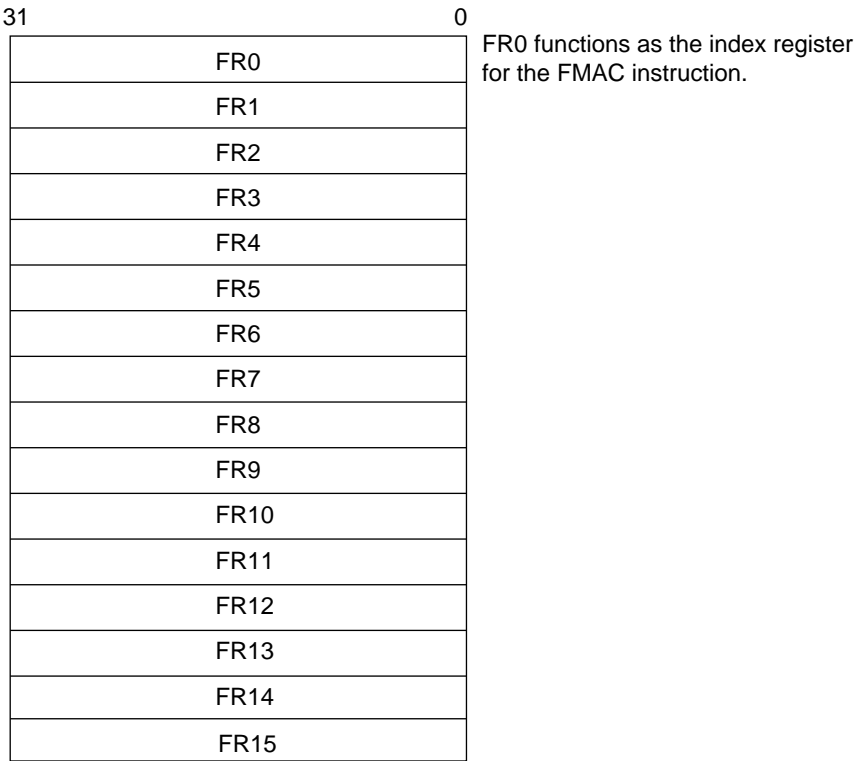 31 0
FR0 functions as the index register
for the FMAC instruction.
FR0
FR1
FR2
FR3
FR4
FR5
FR6
FR7
FR8
FR9
FR10
FR11
FR12
FR13
FR14
FR15